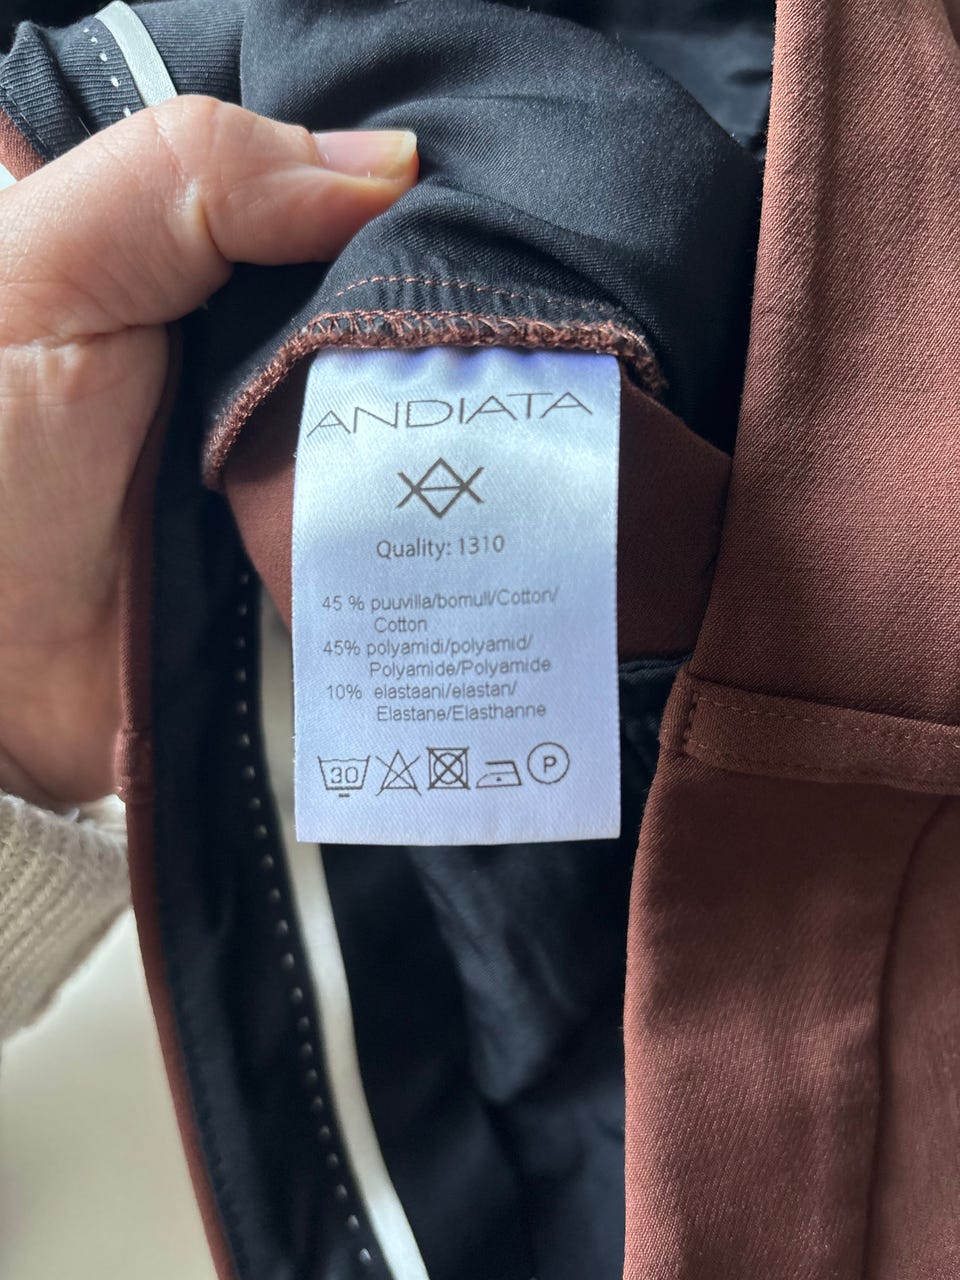 ANDIATA
Quality: 1310
45 % puuvilla/bomull/Cotton/
Cotton
45% polyamidi/polyamid/
Polyamide/Polyamide
10% elastaani/elastan/
Elastane/Elasthanne
30
P